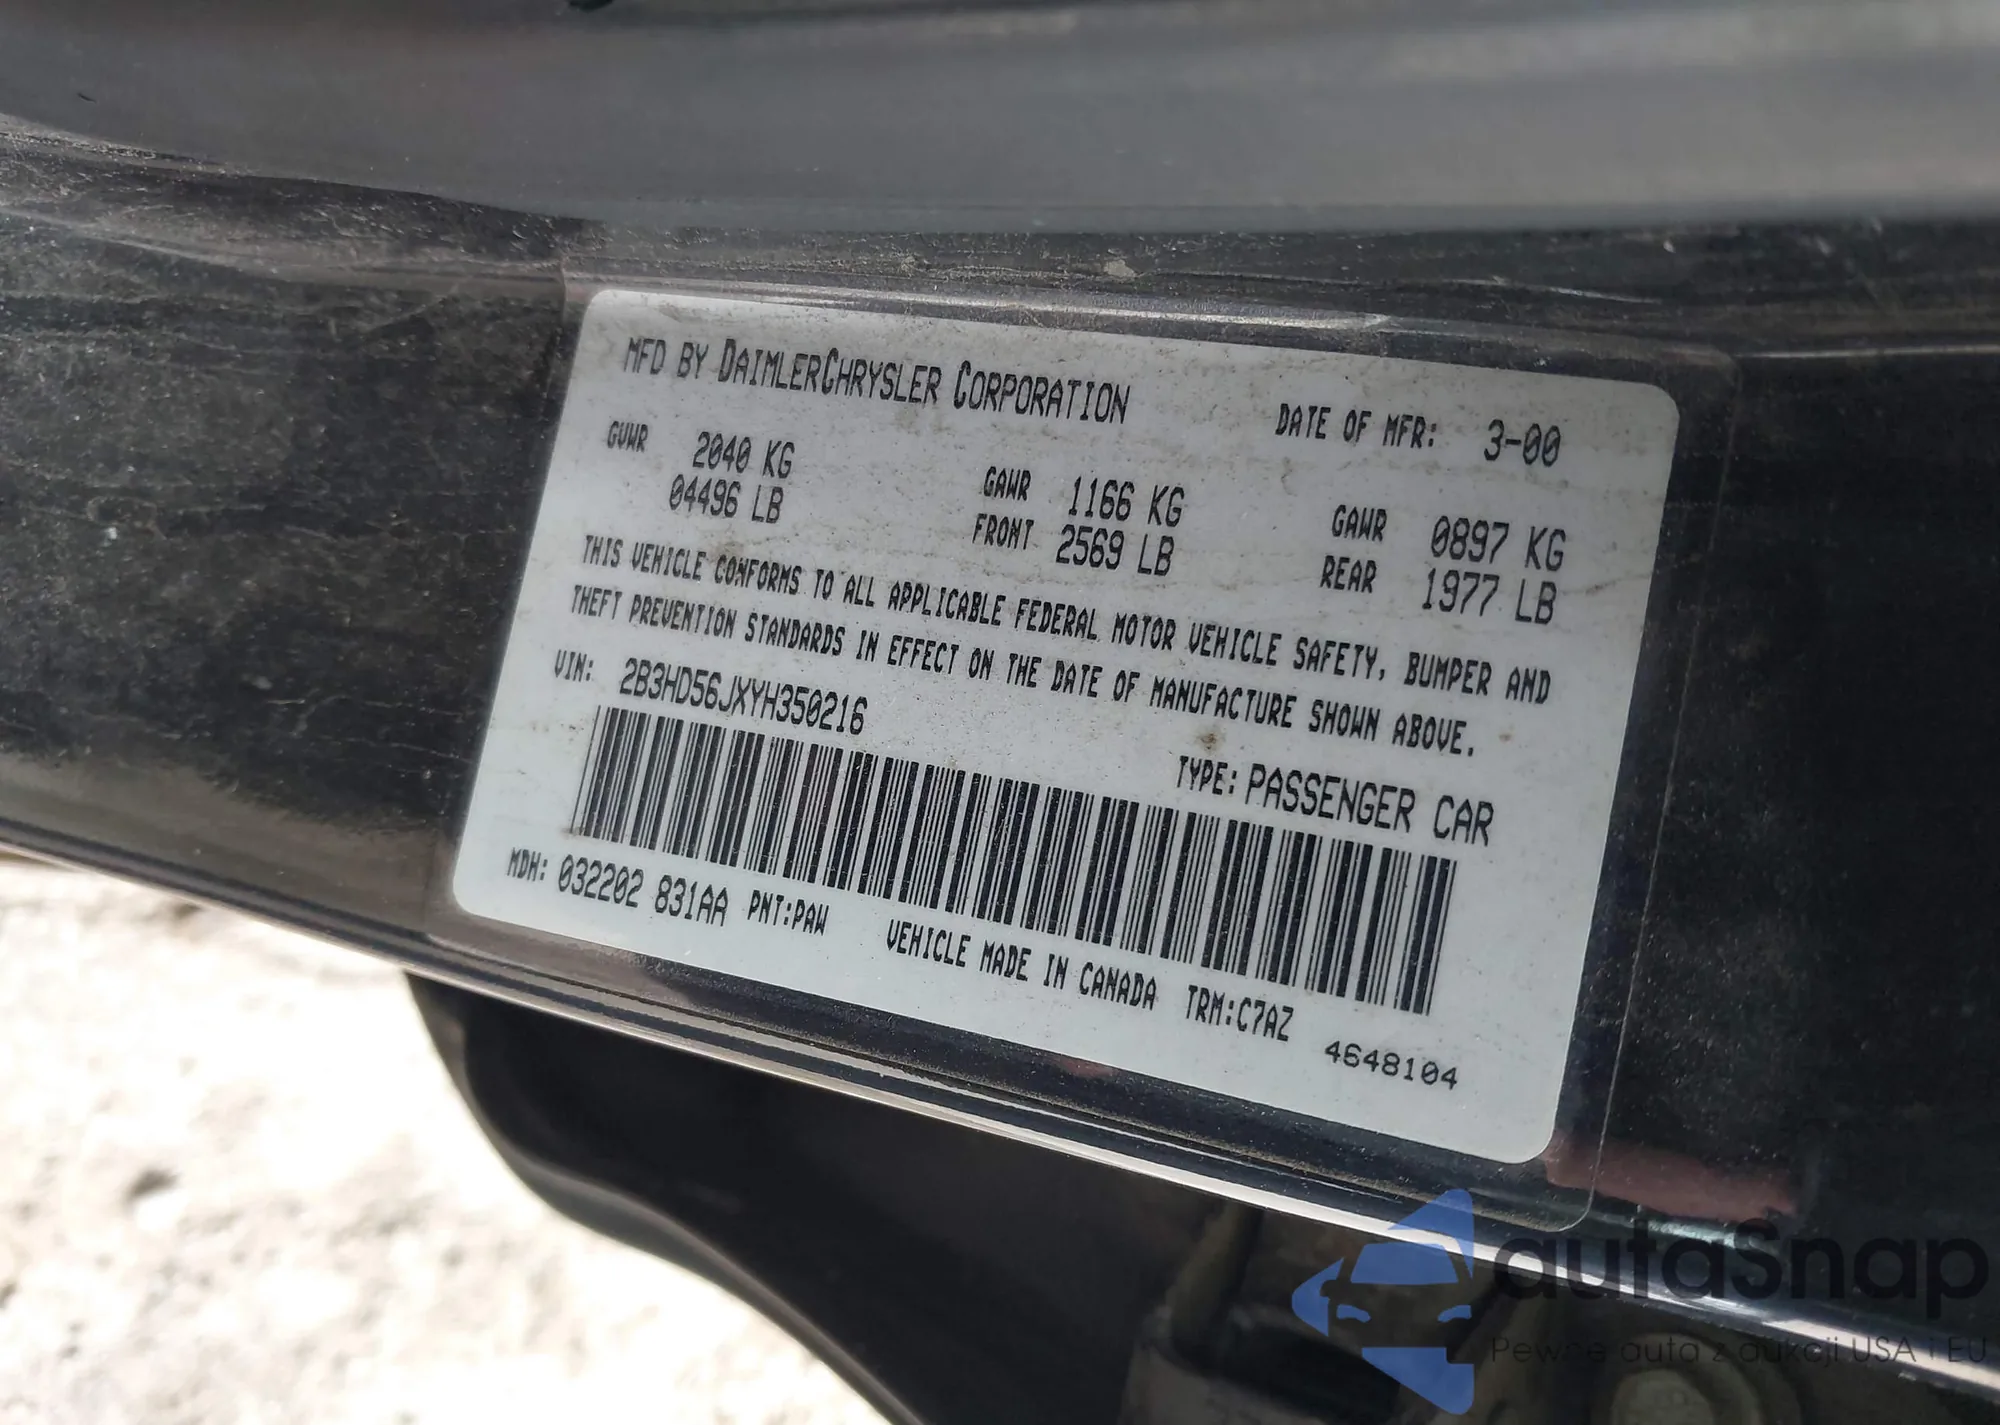 MFD BY DAIMLERCHRYSLER CORPORATION DATE OF MFR: 3-00
GVWR 2040 KG GAWR 1166 KG GAWR 0897 KG
04496 LB FRONT 2569 LB REAR 1977 LB
THIS VEHICLE CONFORMS TO ALL APPLICABLE FEDERAL MOTOR VEHICLE SAFETY, BUMPER AND
THEFT PREVENTION STANDARDS IN EFFECT ON THE DATE OF MANUFACTURE SHOWN ABOVE.
VIN: 2B3HD56JXYH350216
TYPE: PASSENGER CAR
MDH: 032202 831AA PNT:PAW
VEHICLE MADE IN CANADA TRM:C7AZ
4648104
autaSnap
Pewne auta z aukcji USA i EU